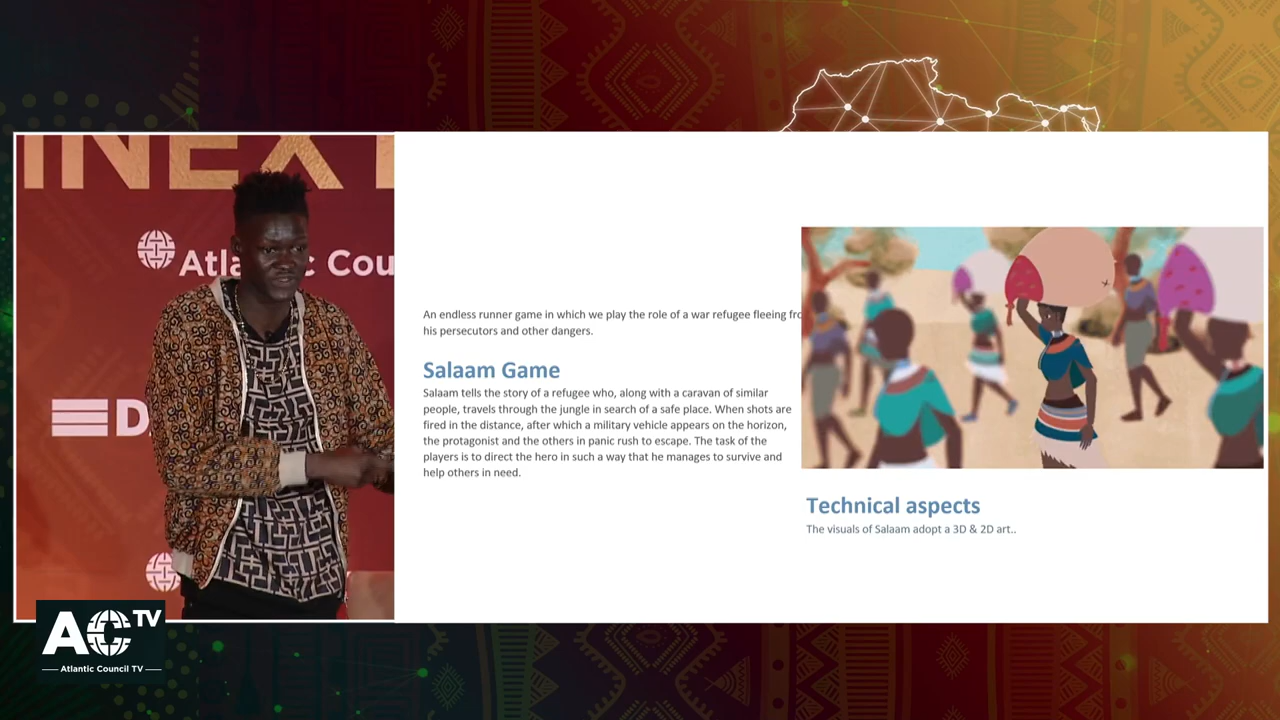 INEXT
Atla c Cou
D
An endless runner game in which we play the role of a war refugee fleeing fro
his persecutors and other dangers.
Salaam Game
Salaam tells the story of a refugee who, along with a caravan of similar
people, travels through the jungle in search of a safe place. When shots are
fired in the distance, after which a military vehicle appears on the horizon,
the protagonist and the others in panic rush to escape. The task of the
players is to direct the hero in such a way that he manages to survive and
help others in need.
Technical aspects
The visuals of Salaam adopt a 3D & 2D art..
AC TV
Atlantic Council TV